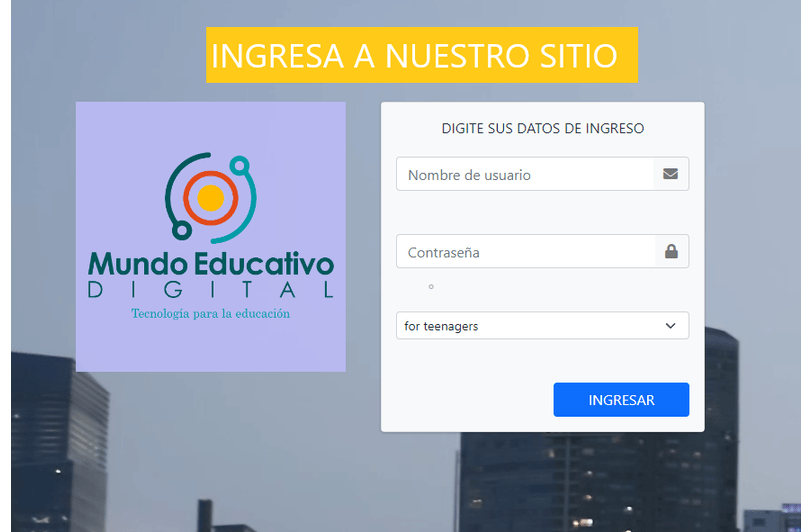 INGRESA A NUESTRO SITIO
Mundo Educativo
DIGITAL
Tecnología para la educación
DIGITE SUS DATOS DE INGRESO
Nombre de usuario
Contraseña
for teenagers
INGRESAR